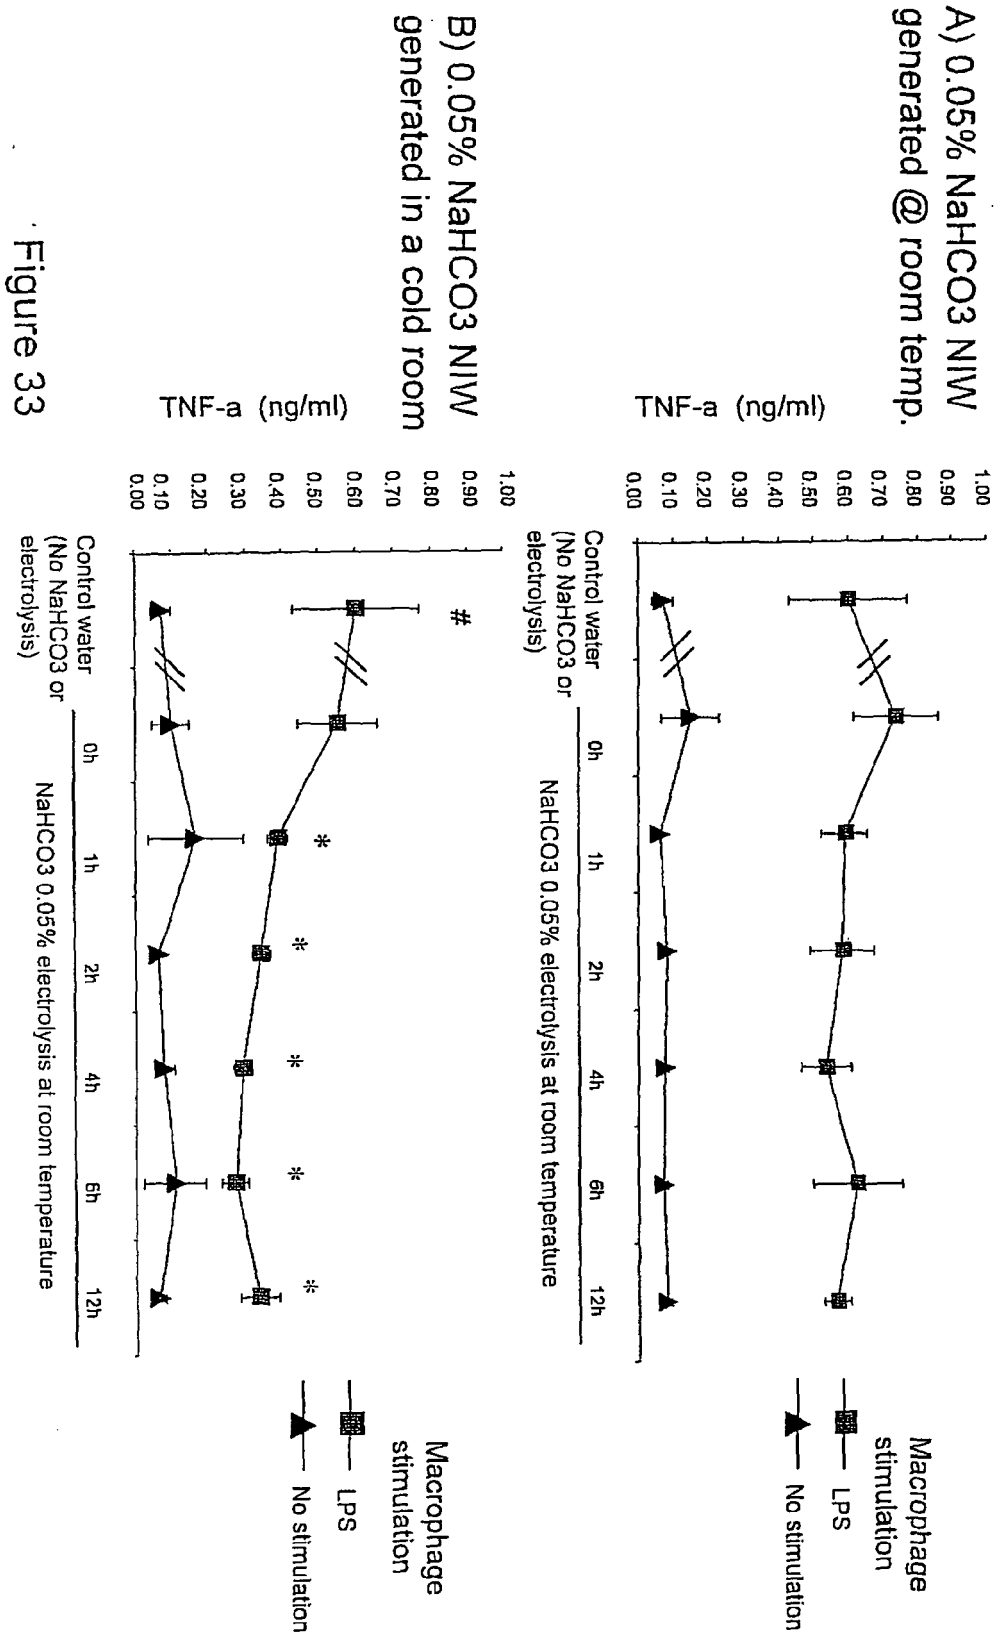 A) 0.05% NaHCO3 NIW
generated @ room temp.
TNF-a (ng/ml)
1.00
0.90
0.80
0.70
0.60
0.50
0.40
0.30
0.20
0.10
0.00
Control water
(No NaHCO3 or
electrolysis)
0h
1h
2h
4h
6h
12h
NaHCO3 0.05% electrolysis at room temperature
Macrophage
stimulation
LPS
No stimulation
B) 0.05% NaHCO3 NIW
generated in a cold room
TNF-a (ng/ml)
1.00
0.90
0.80
0.70
0.60
0.50
0.40
0.30
0.20
0.10
0.00
#
*
*
*
*
*
Control water
(No NaHCO3 or
electrolysis)
0h
1h
2h
4h
6h
12h
NaHCO3 0.05% electrolysis at room temperature
Macrophage
stimulation
LPS
No stimulation
Figure 33